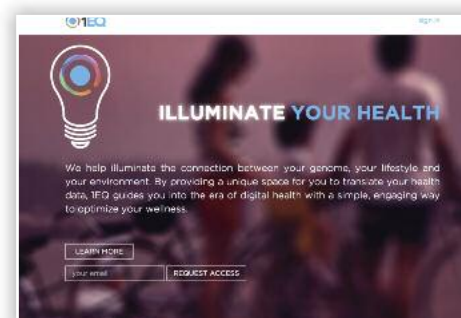 1EQ
sign in
ILLUMINATE YOUR HEALTH
We help illuminate the connection between your genome, your lifestyle and
your environment. By providing a unique space for you to translate your health
data, 1EQ guides you into the era of digital health with a simple, engaging way
to optimize your wellness.
LEARN MORE
your email
REQUEST ACCESS